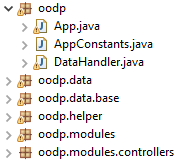 oodp
App.java
AppConstants.java
DataHandler.java
oodp.data
oodp.data.base
oodp.helper
oodp.modules
oodp.modules.controllers